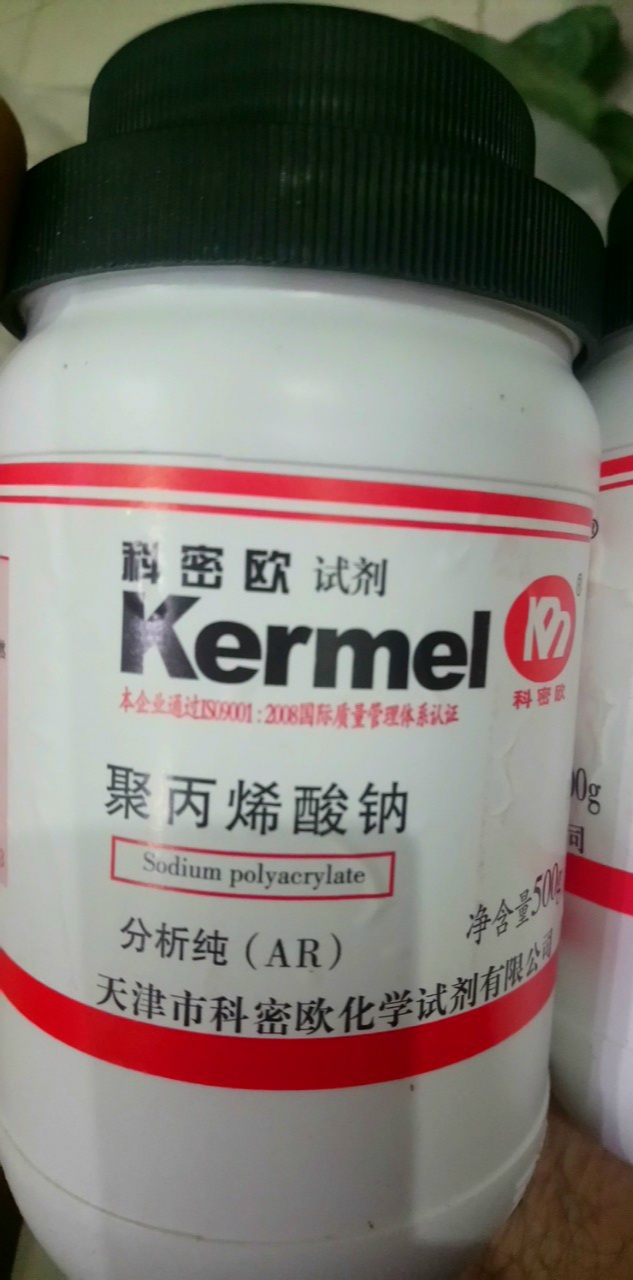 科密欧 试剂
Kermel
®
科密欧
本企业通过ISO9001:2008国际质量管理体系认证
聚丙烯酸钠
Sodium polyacrylate
净含量500g
分析纯(AR)
天津市科密欧化学试剂有限公司
00g
司